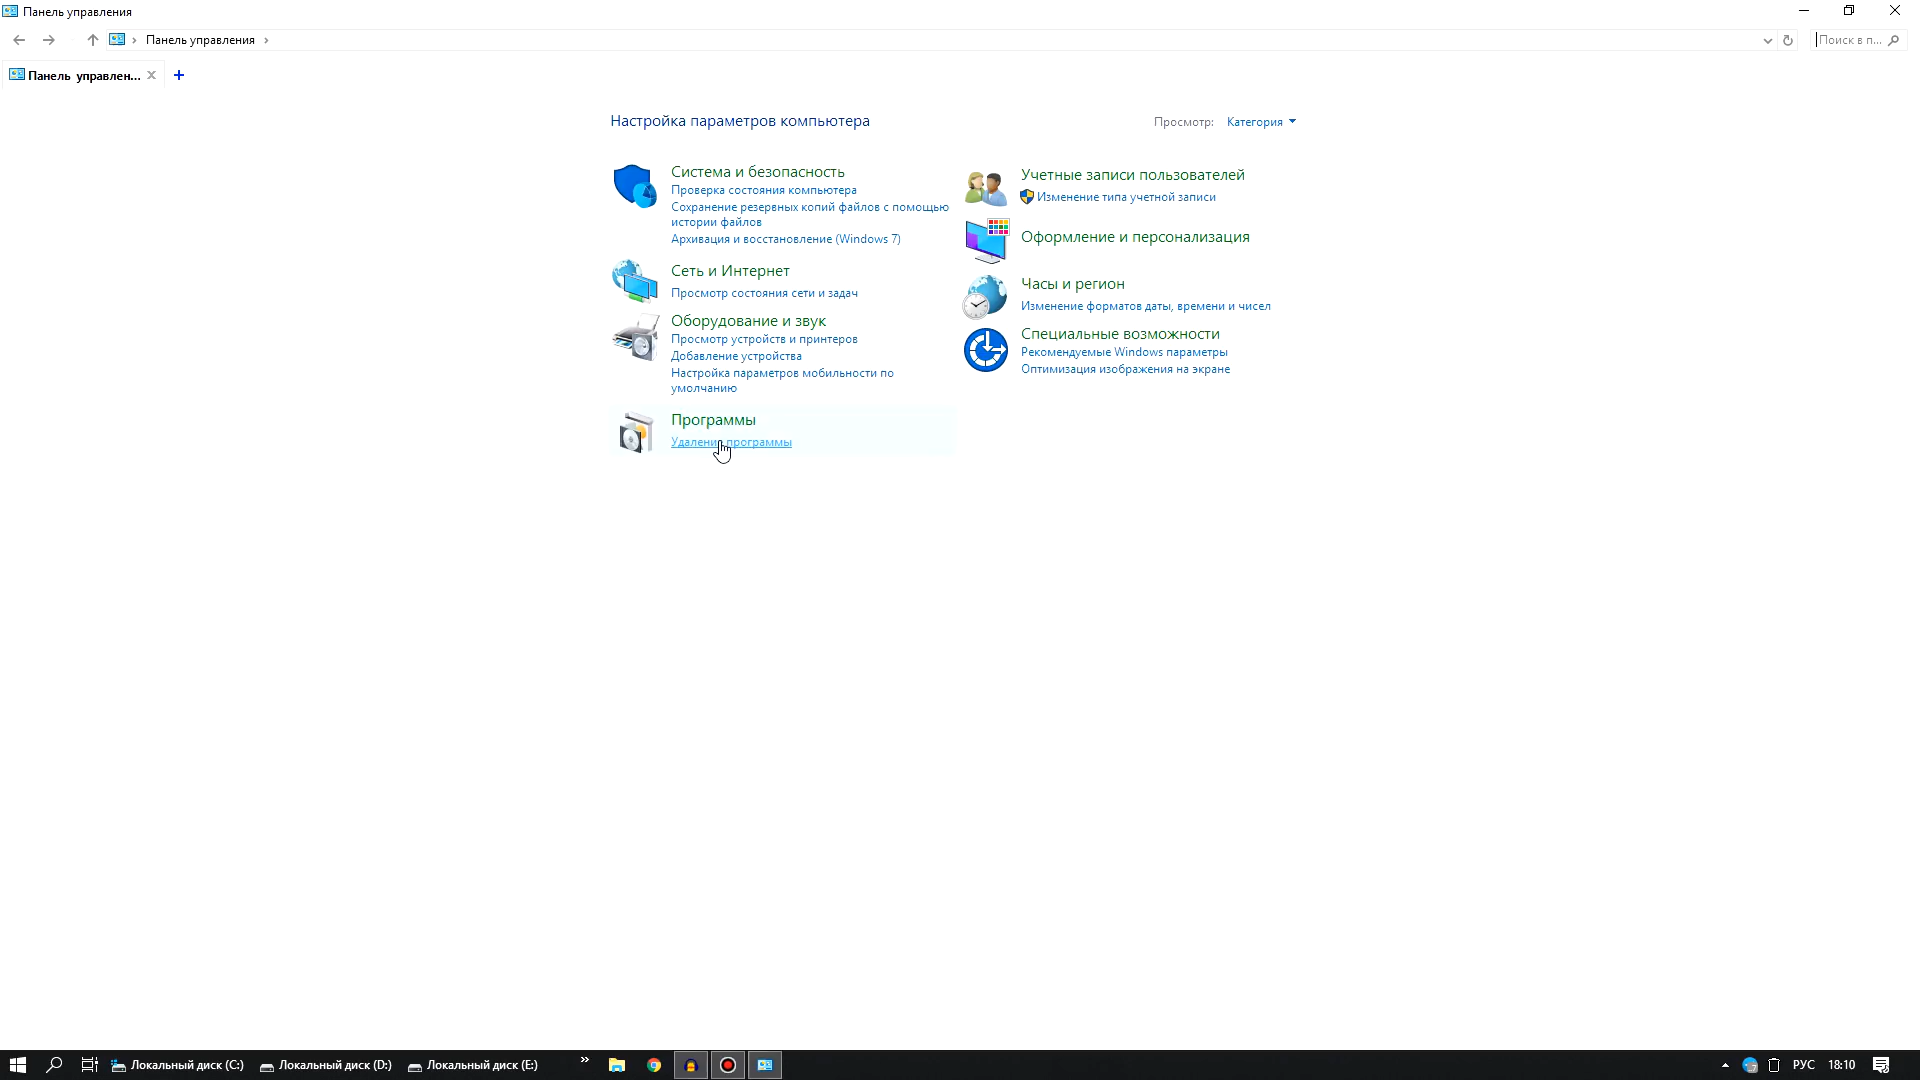 Панель управления
Панель управления
Поиск в п...
Панель управлен...
Настройка параметров компьютера
Просмотр: Категория
Система и безопасность
Проверка состояния компьютера
Сохранение резервных копий файлов с помощью
истории файлов
Архивация и восстановление (Windows 7)
Сеть и Интернет
Просмотр состояния сети и задач
Оборудование и звук
Просмотр устройств и принтеров
Добавление устройства
Настройка параметров мобильности по
умолчанию
Программы
Удаление программы
Учетные записи пользователей
Изменение типа учетной записи
Оформление и персонализация
Часы и регион
Изменение форматов даты, времени и чисел
Специальные возможности
Рекомендуемые Windows параметры
Оптимизация изображения на экране
Локальный диск (C:)
Локальный диск (D:)
Локальный диск (E:)
РУС
18:10